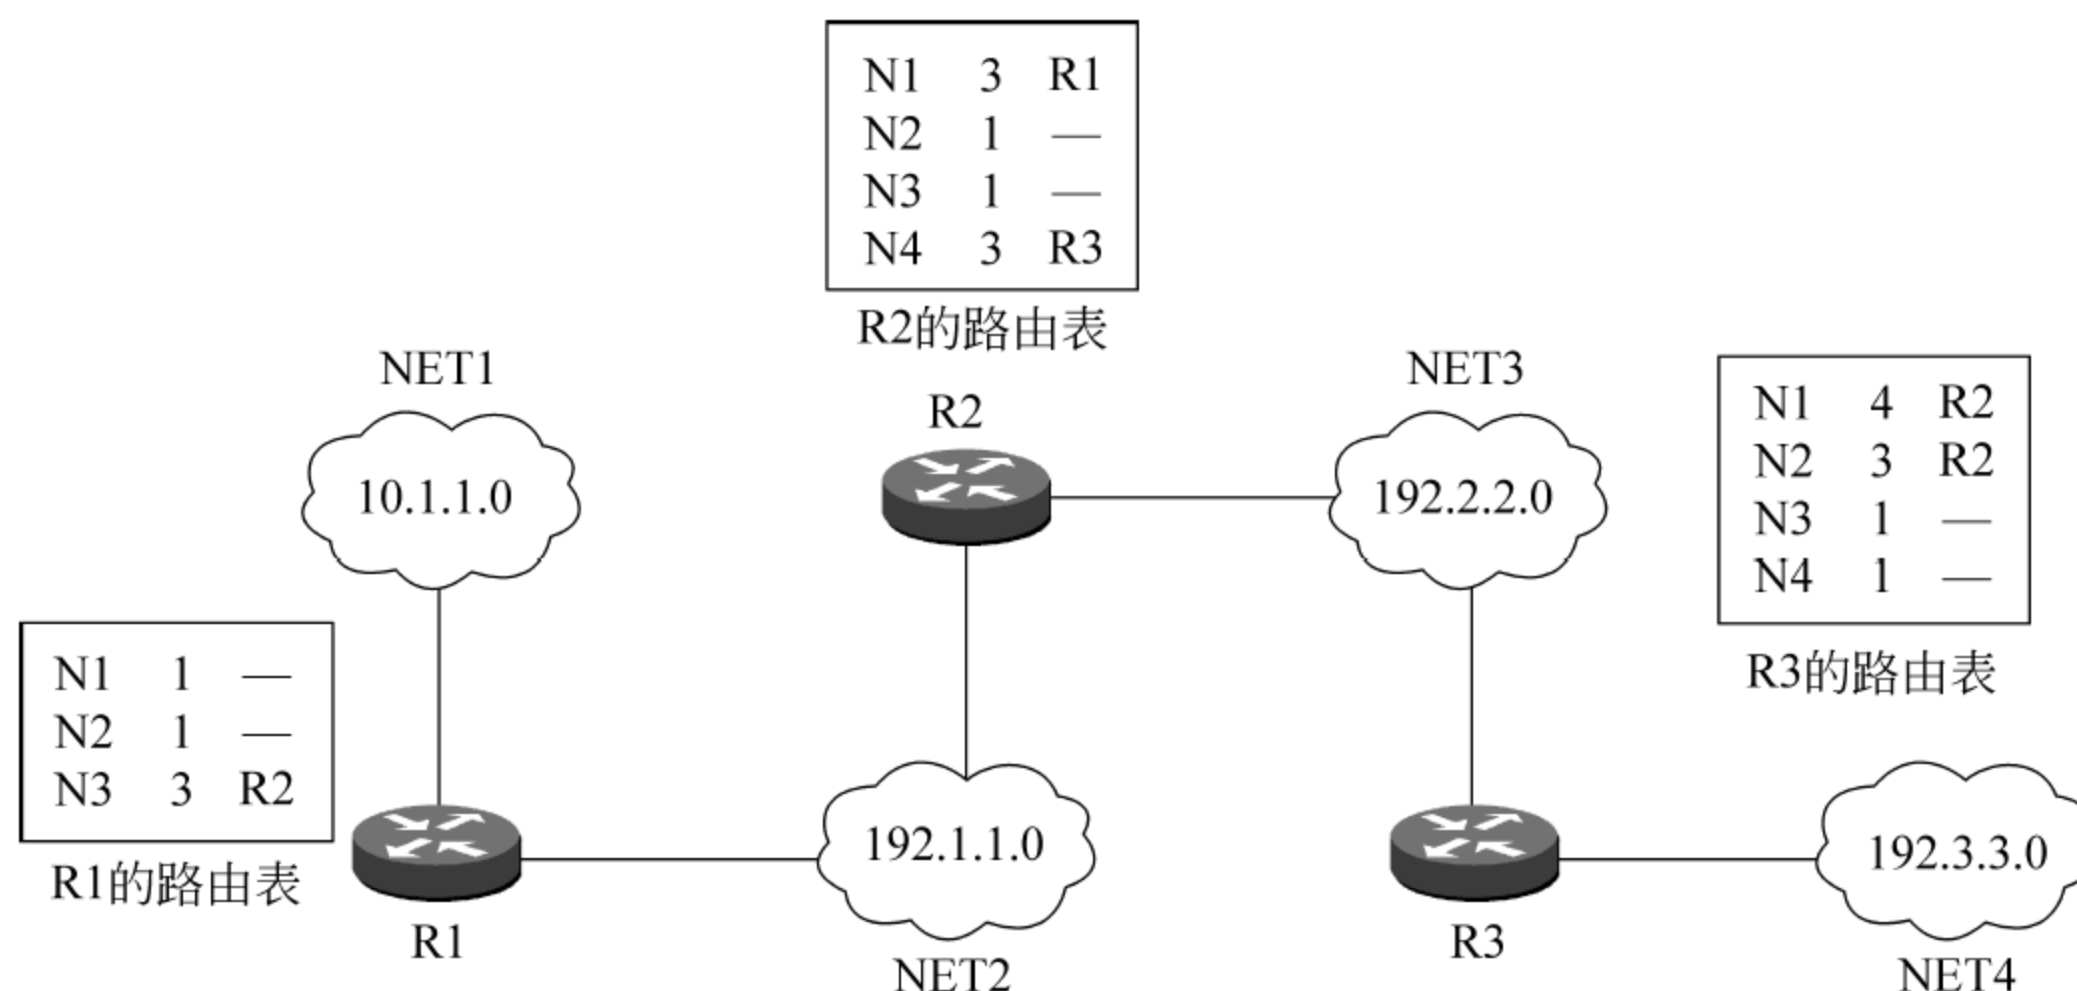 N1 3 R1
N2 1 —
N3 1 —
N4 3 R3
R2的路由表
NET1
R2
NET3
10.1.1.0
192.2.2.0
N1 4 R2
N2 3 R2
N3 1 —
N4 1 —
R3的路由表
N1 1 —
N2 1 —
N3 3 R2
R1的路由表
R1
192.1.1.0
NET2
R3
192.3.3.0
NET4